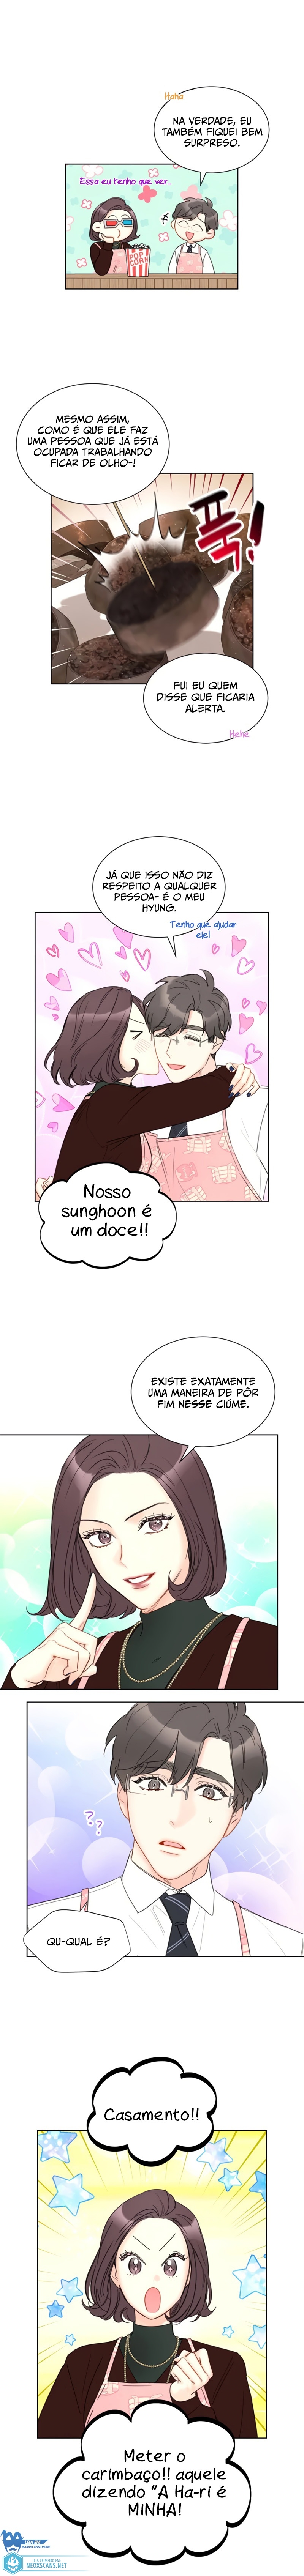 Haha
NA VERDADE, EU
TAMBÉM FIQUEI BEM
SURPRESO.
Essa eu tenho que ver..
POP
CORN
MESMO ASSIM,
COMO É QUE ELE FAZ
UMA PESSOA QUE JÁ ESTÁ
OCUPADA TRABALHANDO
FICAR DE OLHO-!
푹!
FUI EU QUEM
DISSE QUE FICARIA
ALERTA.
Hehe
JÁ QUE ISSO NÃO DIZ
RESPEITO A QUALQUER
PESSOA- É O MEU
HYUNG.
Tenho que ajudar
ele!
Nosso
sunghoon é
um doce!!
EXISTE EXATAMENTE
UMA MANEIRA DE PÔR
FIM NESSE CIÚME.
? ?
QU-QUAL É?
Casamento!!
Meter o
carimbaço!! aquele
dizendo "A Ha-ri é
MINHA!
LEIA EM
NEOXSCANS.NET